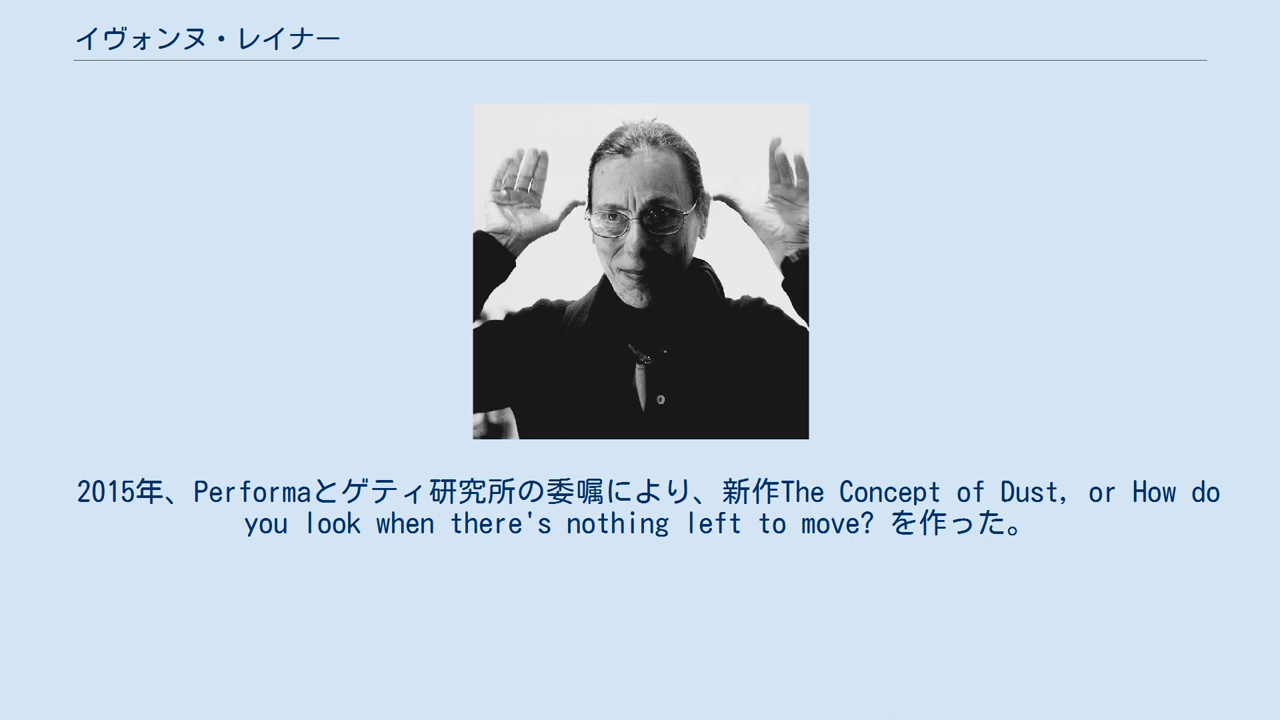 イヴォンヌ・レイナー
2015年、Performaとゲティ研究所の委嘱により、新作The Concept of Dust, or How do
you look when there's nothing left to move? を作った。